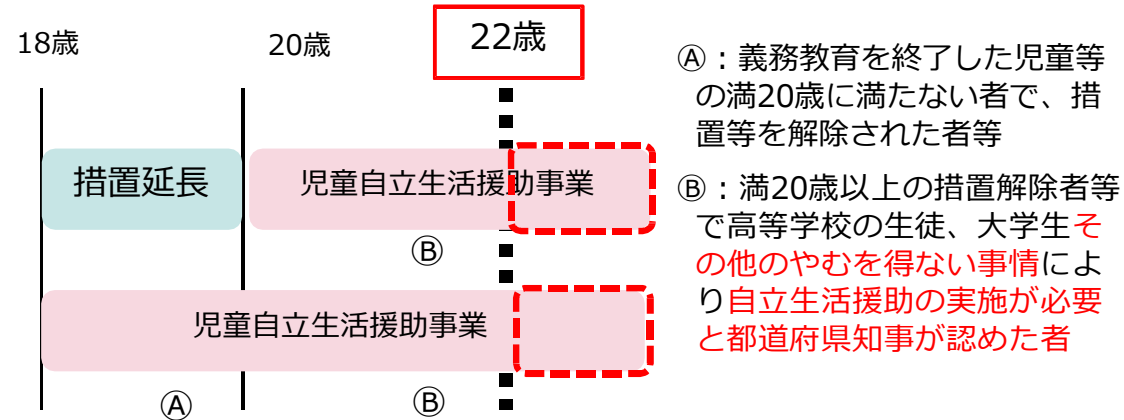 18歳
20歳
22歳
措置延長
児童自立生活援助事業
Ⓑ
児童自立生活援助事業
Ⓐ
Ⓑ
Ⓐ：義務教育を終了した児童等
の満20歳に満たない者で、措
置等を解除された者等
Ⓑ：満20歳以上の措置解除者等
で高等学校の生徒、大学生そ
の他のやむを得ない事情によ
り自立生活援助の実施が必要
と都道府県知事が認めた者